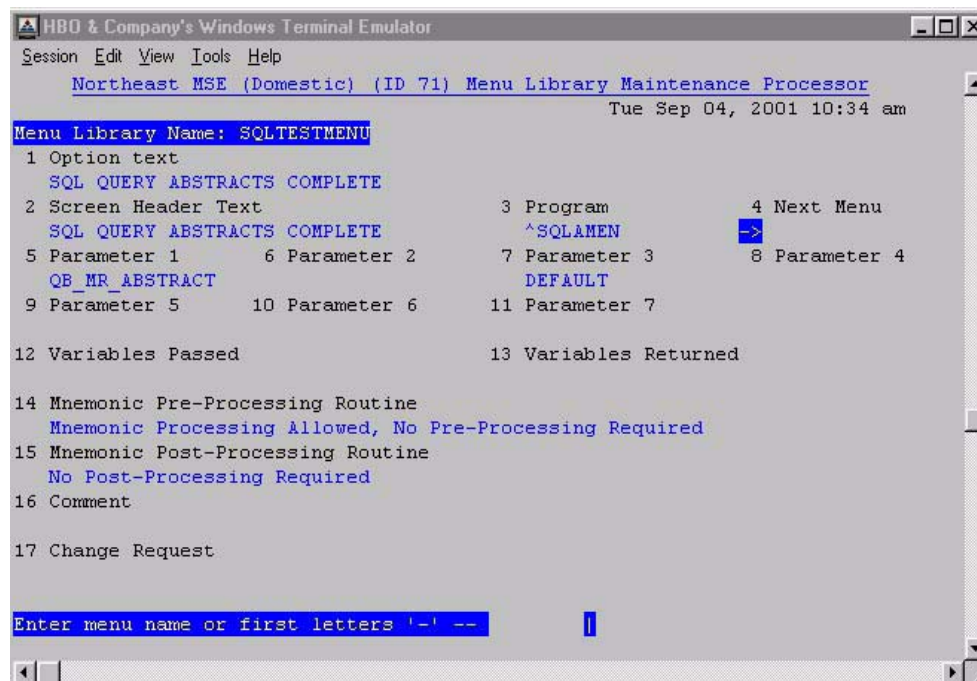 HBO & Company's Windows Terminal Emulator
Session Edit View Tools Help
Northeast MSE (Domestic) (ID 71) Menu Library Maintenance Processor
Tue Sep 04, 2001 10:34 am
Menu Library Name: SQLTESTMENU
1 Option text
SQL QUERY ABSTRACTS COMPLETE
2 Screen Header Text 3 Program 4 Next Menu
SQL QUERY ABSTRACTS COMPLETE ^SQLAMEN ->
5 Parameter 1 6 Parameter 2 7 Parameter 3 8 Parameter 4
QB_MR_ABSTRACT DEFAULT
9 Parameter 5 10 Parameter 6 11 Parameter 7
12 Variables Passed 13 Variables Returned
14 Mnemonic Pre-Processing Routine
Mnemonic Processing Allowed, No Pre-Processing Required
15 Mnemonic Post-Processing Routine
No Post-Processing Required
16 Comment
17 Change Request
Enter menu name or first letters '-' --